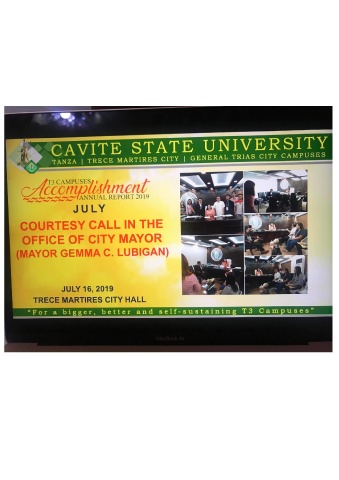 CAVITE STATE UNIVERSITY
TANZA | TRECE MARTIRES CITY | GENERAL TRIAS CITY CAMPUSES
T3 CAMPUSES
Accomplishment
ANNUAL REPORT 2019
JULY
COURTESY CALL IN THE
OFFICE OF CITY MAYOR
(MAYOR GEMMA C. LUBIGAN)
JULY 16, 2019
TRECE MARTIRES CITY HALL
"For a bigger, better and self-sustaining T3 Campuses"